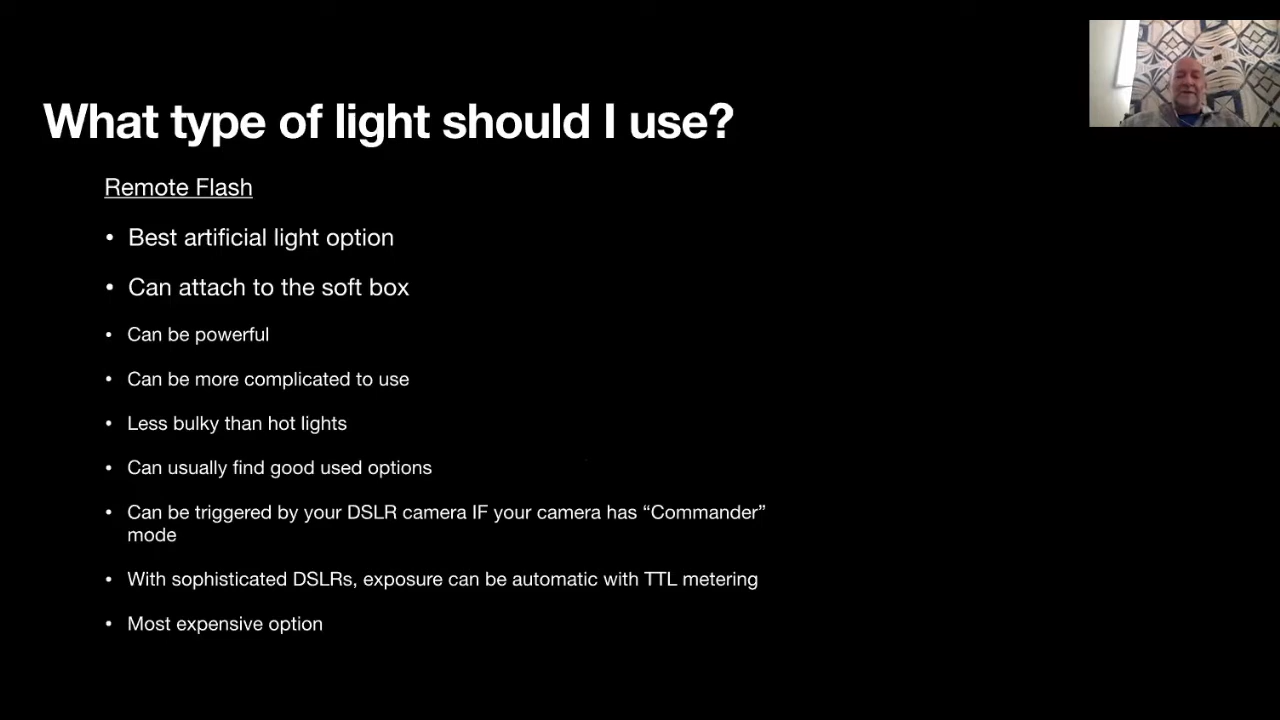 What type of light should I use?
Remote Flash
• Best artificial light option
• Can attach to the soft box
• Can be powerful
• Can be more complicated to use
• Less bulky than hot lights
• Can usually find good used options
• Can be triggered by your DSLR camera IF your camera has “Commander”
mode
• With sophisticated DSLRs, exposure can be automatic with TTL metering
• Most expensive option